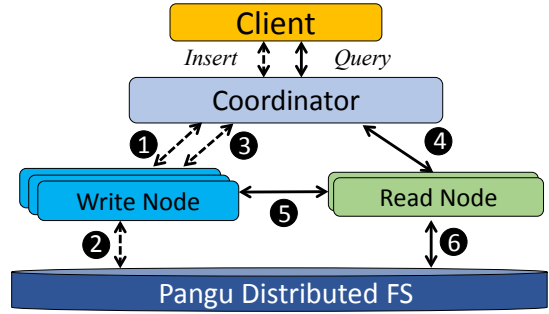 Client
Insert Query
Coordinator
1 3 4
Write Node Read Node
5
2 6
Pangu Distributed FS